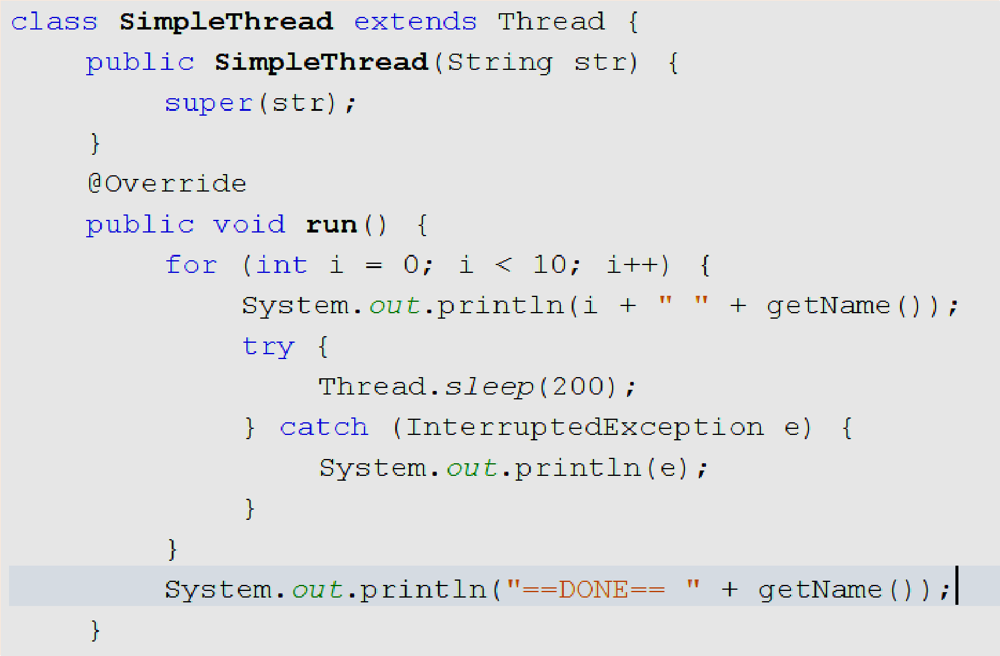 class SimpleThread extends Thread {
public SimpleThread(String str) {
super(str);
}
@Override
public void run() {
for (int i = 0; i < 10; i++) {
System.out.println(i + " " + getName());
try {
Thread.sleep(200);
} catch (InterruptedException e) {
System.out.println(e);
}
}
System.out.println("==DONE== " + getName());
}